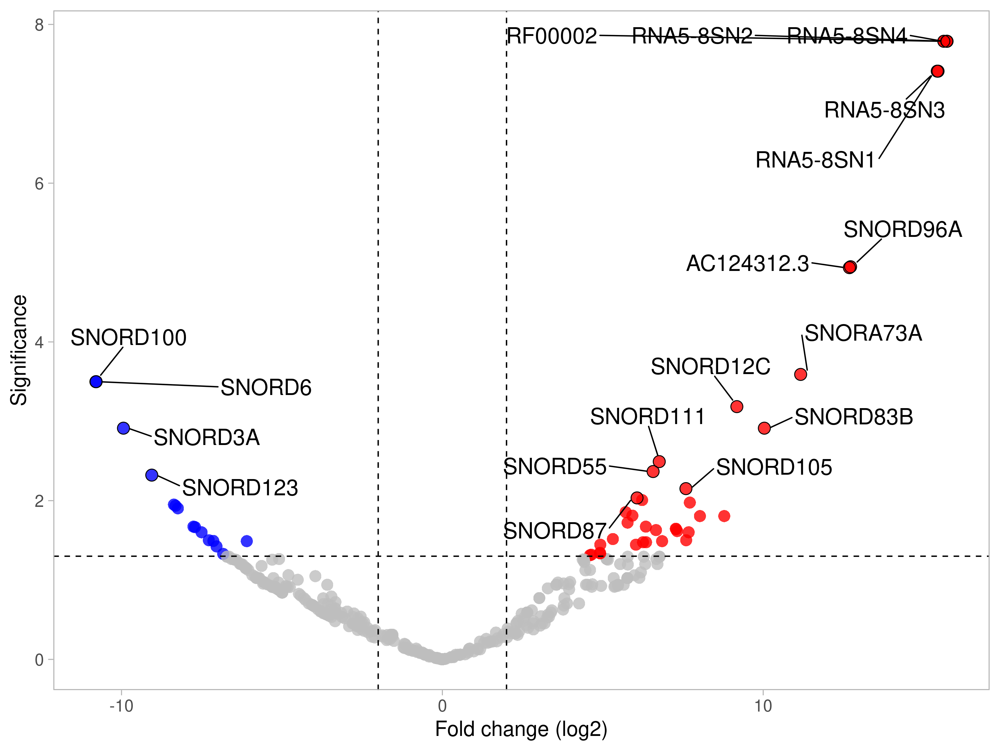 8
RF00002 RNA5-8SN2 RNA5-8SN4
RNA5-8SN3
RNA5-8SN1
6
SNORD96A
AC124312.3
SNORD100
4
SNORA73A
SNORD12C
SNORD6
SNORD111
SNORD83B
SNORD3A
SNORD55
SNORD105
SNORD123
2
SNORD87
0
Significance
-10 0 10
Fold change (log2)